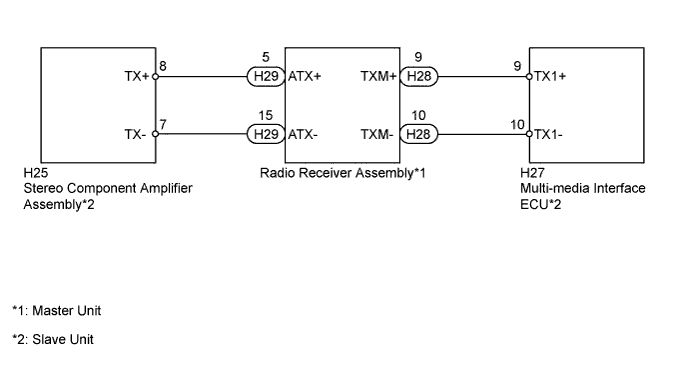 5 9
8 9
TX+ H29 ATX+ TXM+ H28 TX1+
15 10
7 10
TX- H29 ATX- TXM- H28 TX1-
H25
Stereo Component Amplifier
Assembly*2
Radio Receiver Assembly*1
H27
Multi-media Interface
ECU*2
*1: Master Unit
*2: Slave Unit